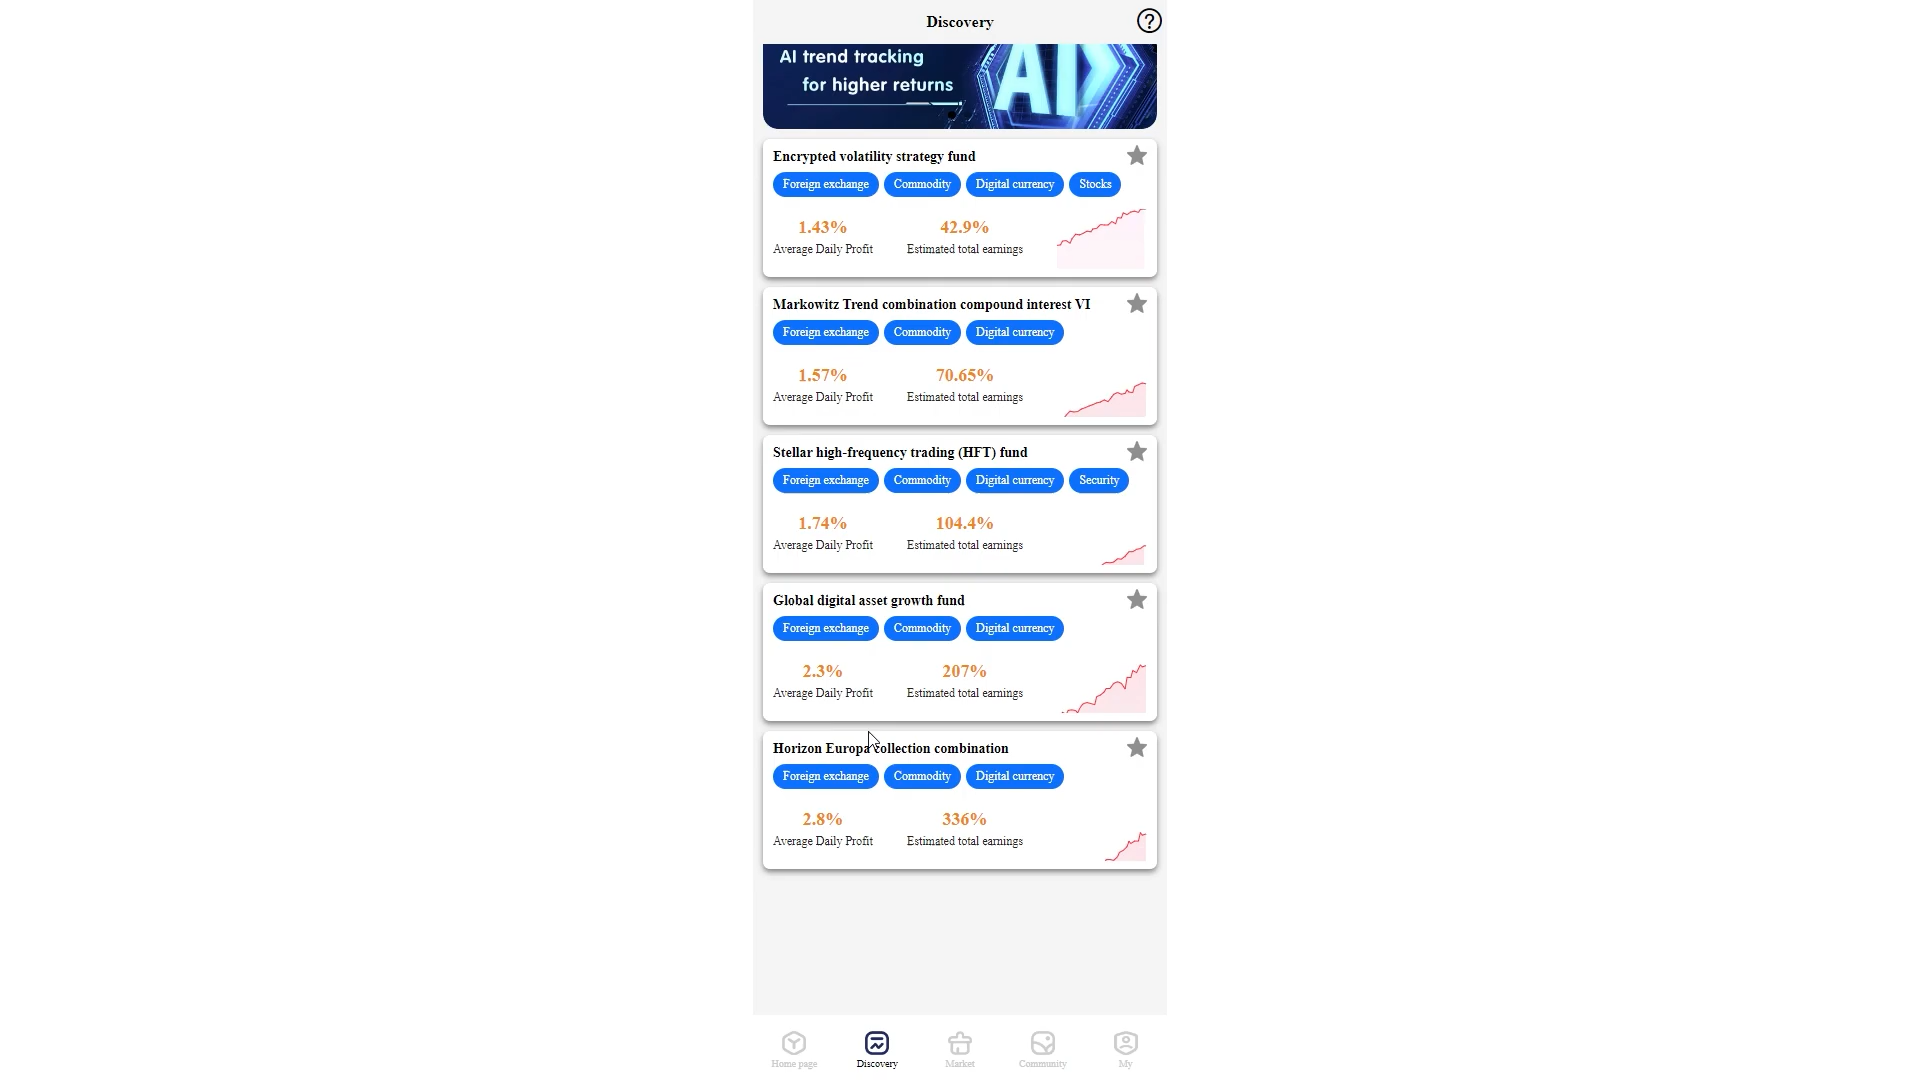 Discovery
AI trend tracking
for higher returns
AI
Encrypted volatility strategy fund
Foreign exchange Commodity Digital currency Stocks
1.43% 42.9%
Average Daily Profit Estimated total earnings
Markowitz Trend combination compound interest VI
Foreign exchange Commodity Digital currency
1.57% 70.65%
Average Daily Profit Estimated total earnings
Stellar high-frequency trading (HFT) fund
Foreign exchange Commodity Digital currency Security
1.74% 104.4%
Average Daily Profit Estimated total earnings
Global digital asset growth fund
Foreign exchange Commodity Digital currency
2.3% 207%
Average Daily Profit Estimated total earnings
Horizon Europa collection combination
Foreign exchange Commodity Digital currency
2.8% 336%
Average Daily Profit Estimated total earnings
Home page Discovery Market Community My